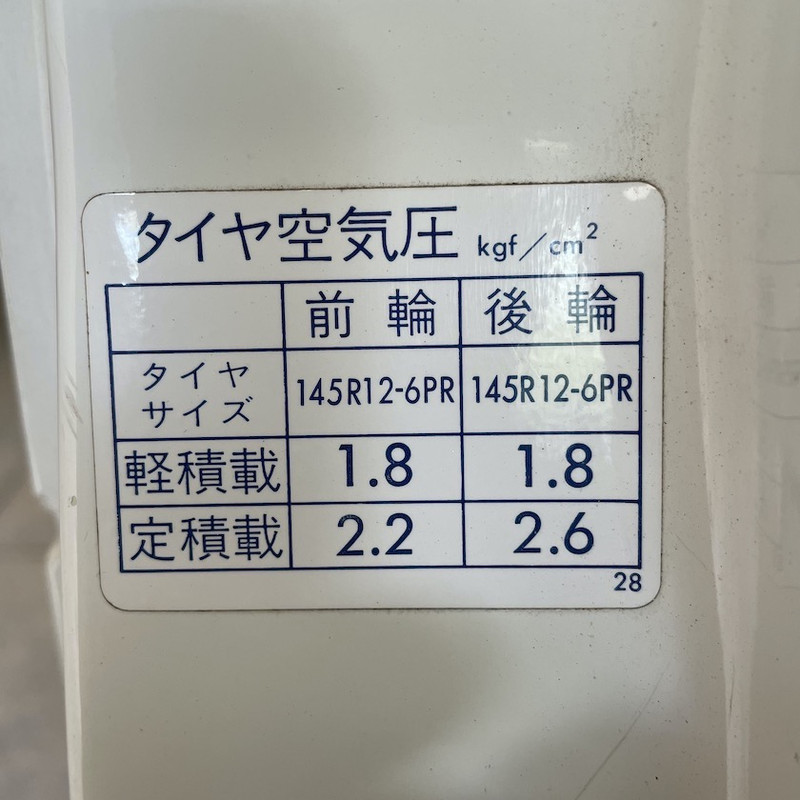 タイヤ空気圧 kgf/cm²
前輪 後輪
タイヤ
サイズ 145R12-6PR 145R12-6PR
軽積載 1.8 1.8
定積載 2.2 2.6
28